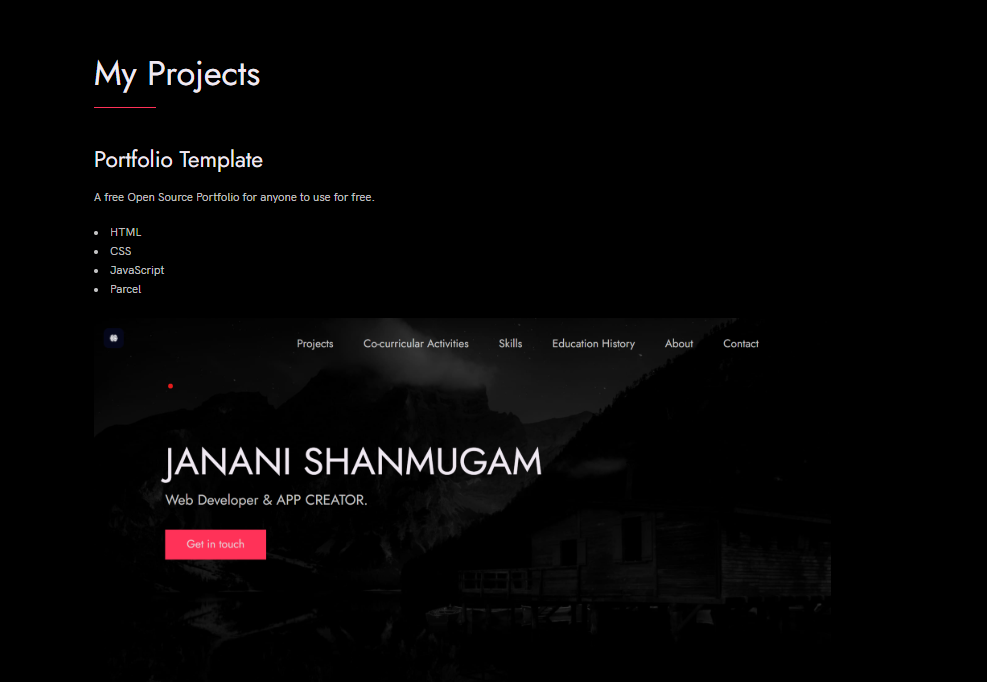 My Projects
Portfolio Template
A free Open Source Portfolio for anyone to use for free.
HTML
CSS
JavaScript
Parcel
Projects Co-curricular Activities Skills Education History About Contact
JANANI SHANMUGAM
Web Developer & APP CREATOR.
Get in touch